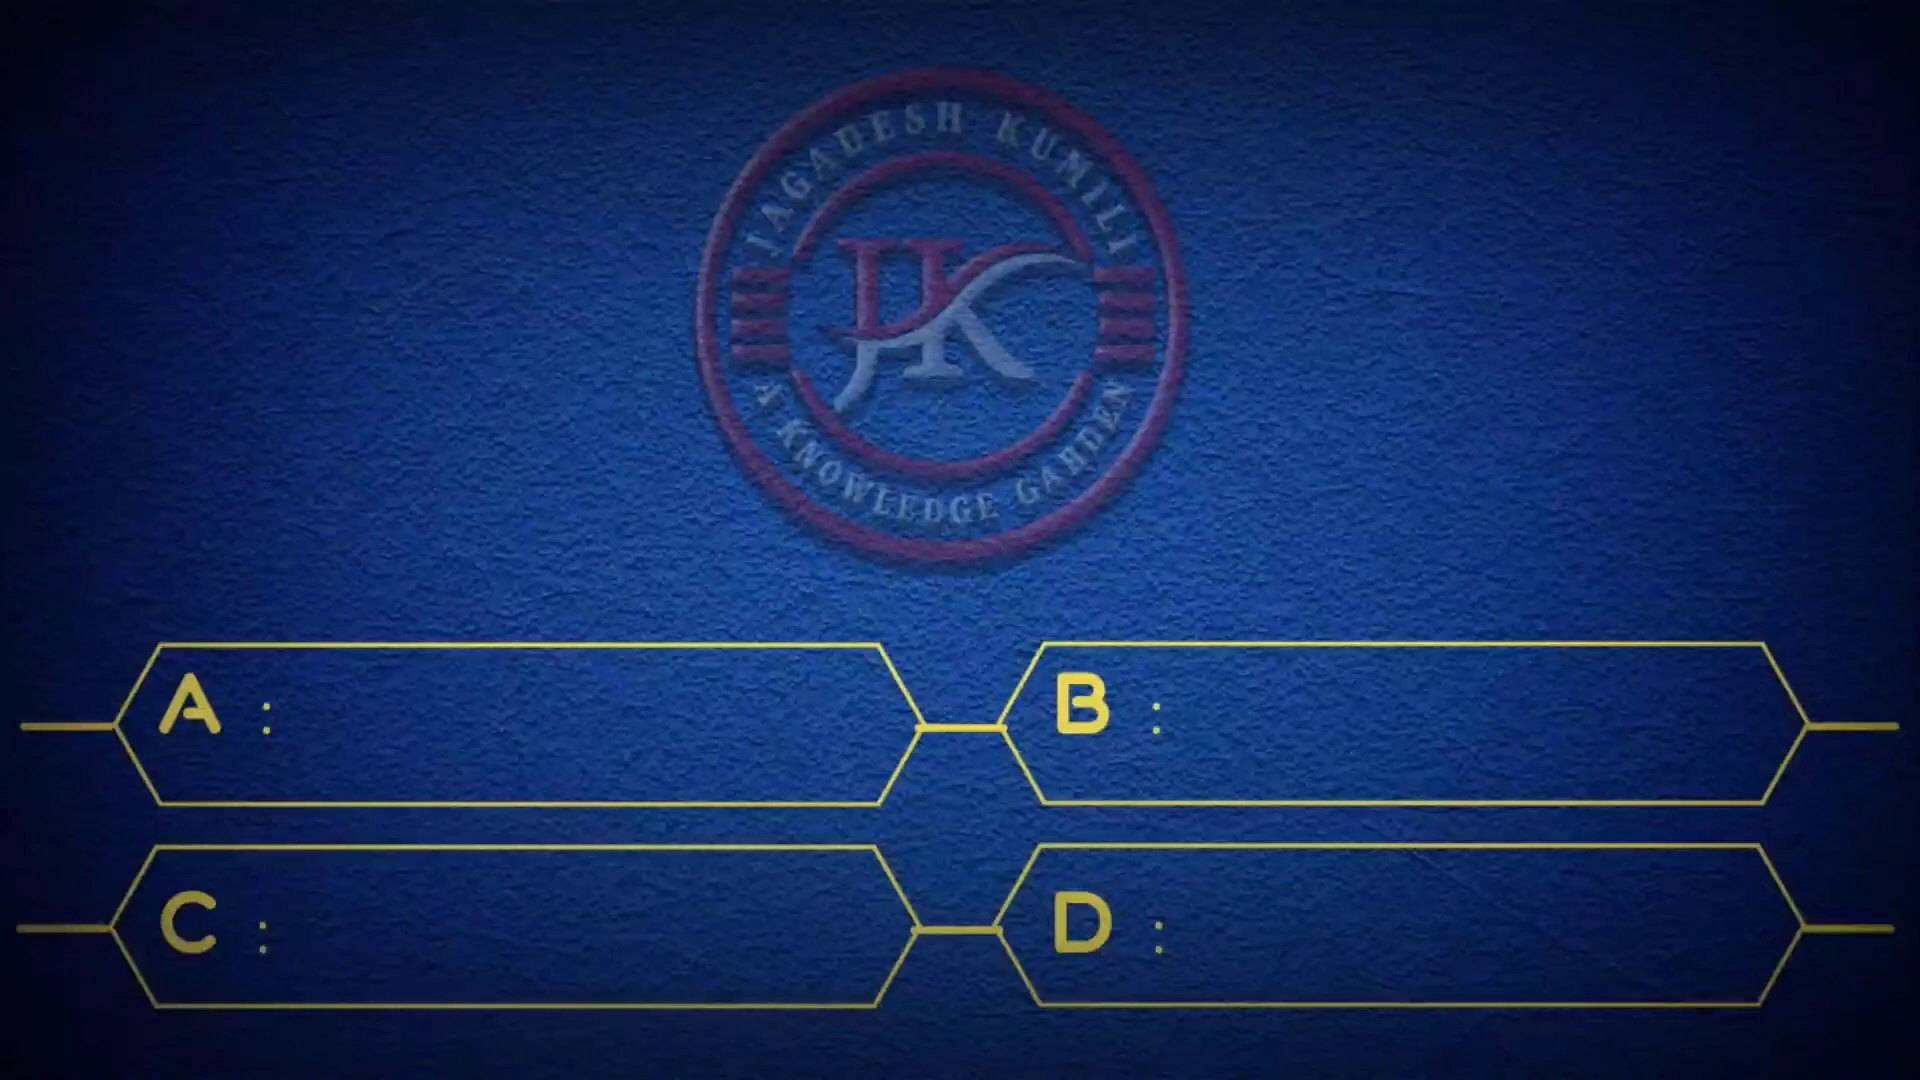 JAGADESH KUMILI
JK
A KNOWLEDGE GARDEN
A :
B :
C :
D :